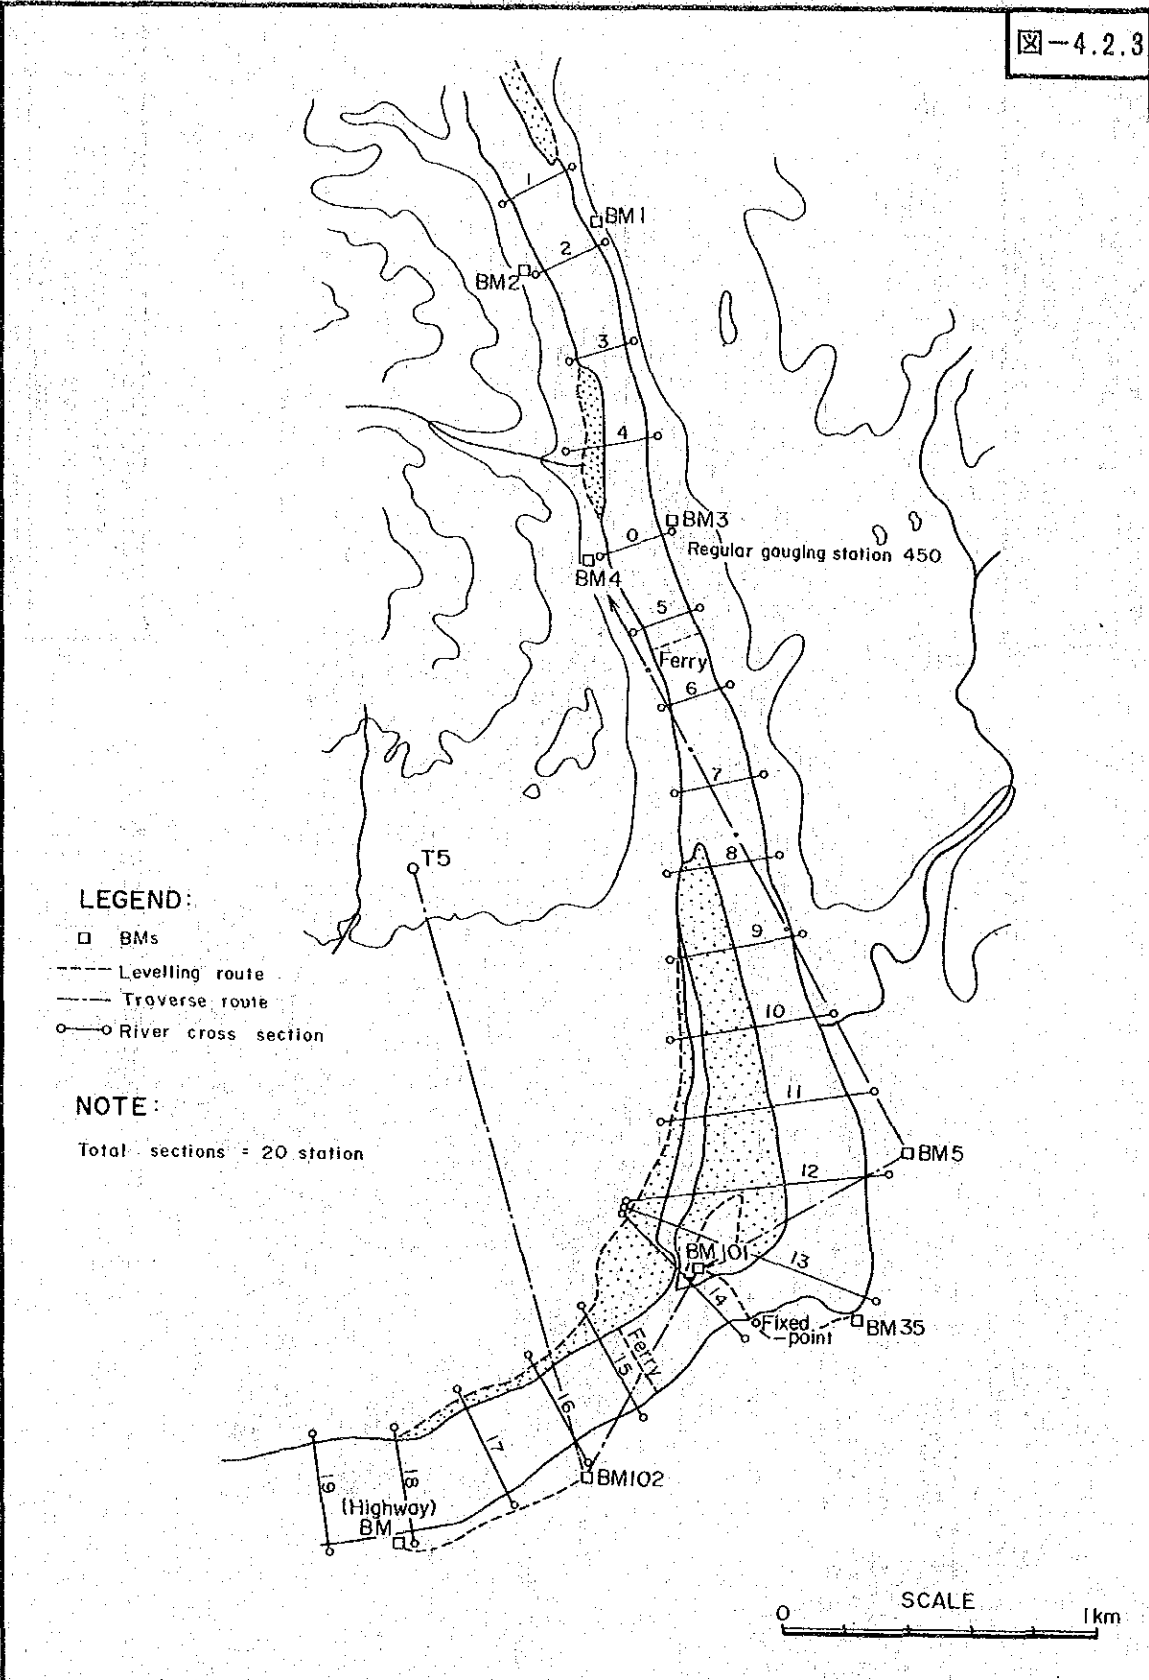 図-4.2.3
1
BM1
2
BM2
3
4
BM3
0
Regular gauging station 450
BM4
5
Ferry
6
7
8
T5
LEGEND:
BMs
Levelling route
Traverse route
River cross section
9
10
NOTE:
Total sections = 20 station
11
BM5
12
BM101
13
14
Fixed
point
BM35
Ferry
15
16
17
BM102
18
19
(Highway)
BM
SCALE
0 1km